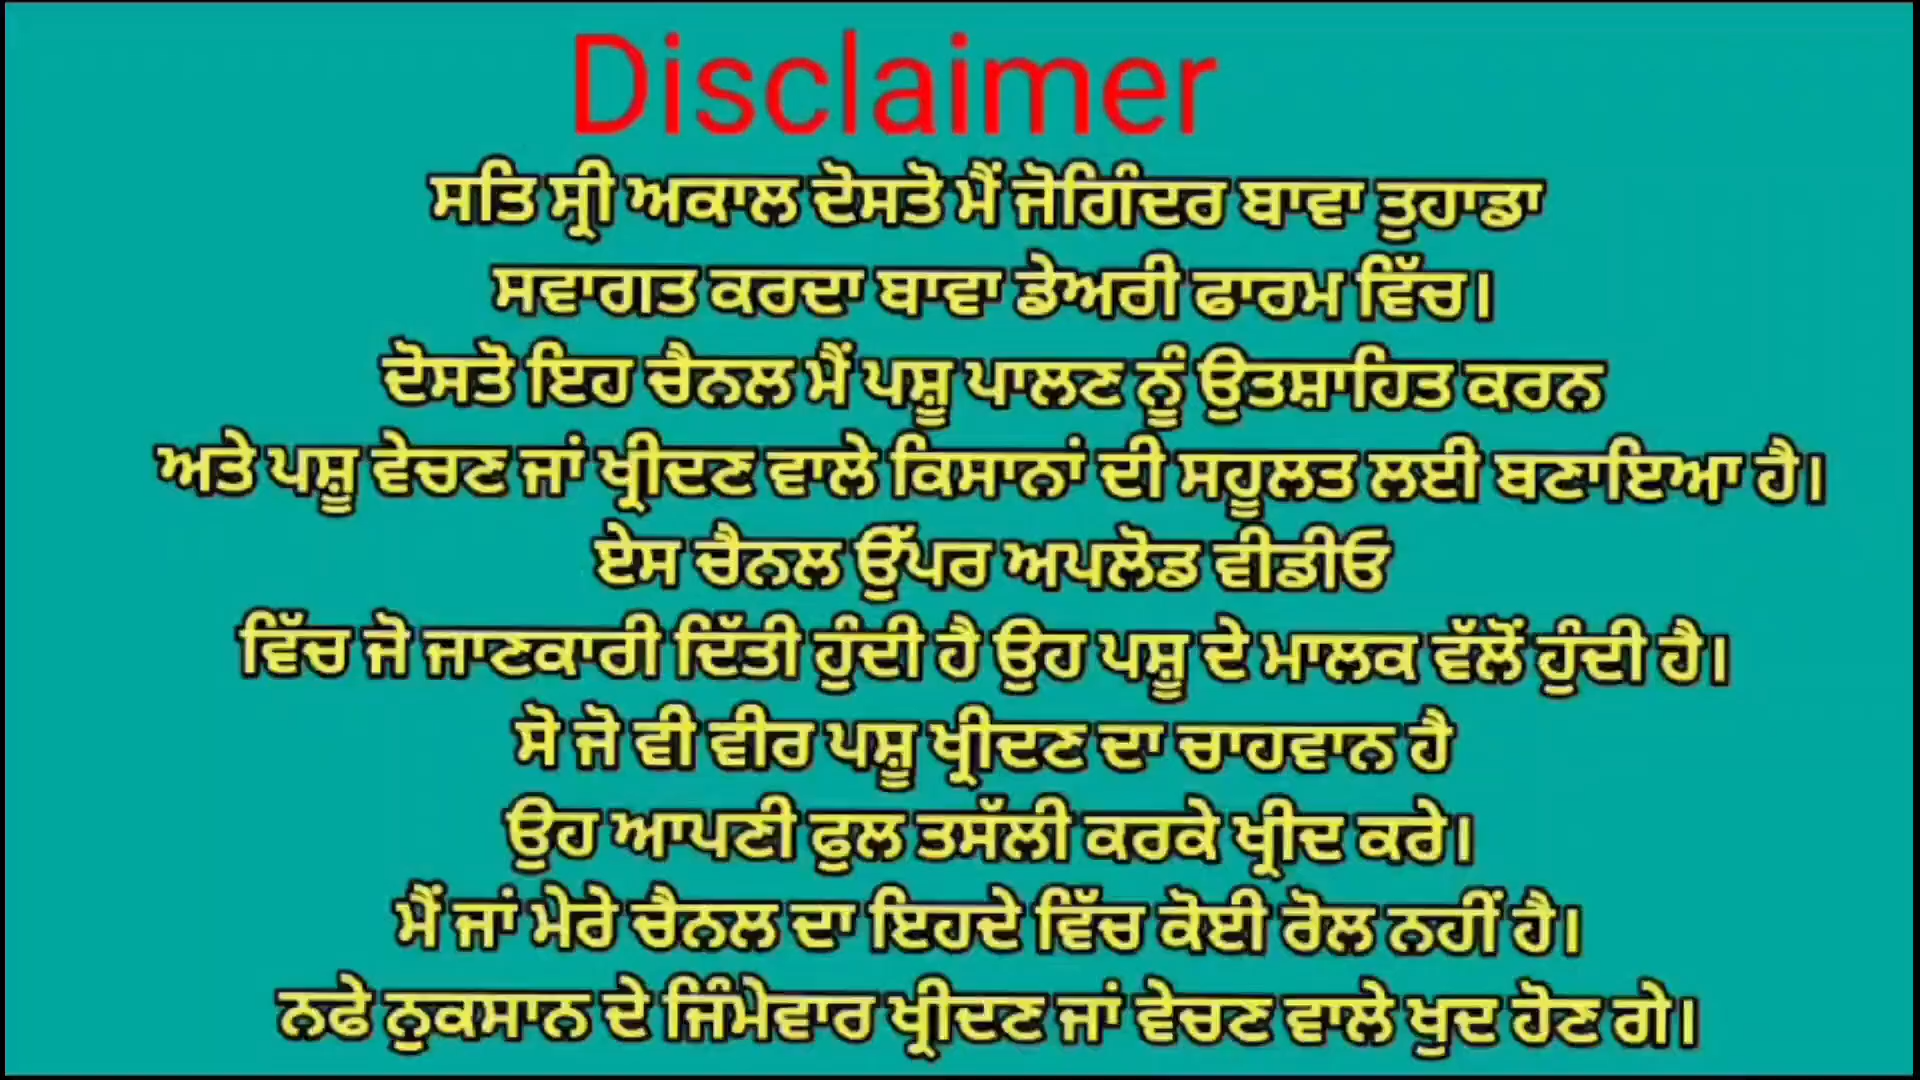 Disclaimer
ਸਤਿ ਸ੍ਰੀ ਅਕਾਲ ਦੋਸਤੋ ਮੈਂ ਜੋਗਿੰਦਰ ਬਾਵਾ ਤੁਹਾਡਾ
ਸਵਾਗਤ ਕਰਦਾ ਬਾਵਾ ਡੇਅਰੀ ਫਾਰਮ ਵਿੱਚ।
ਦੋਸਤੋ ਇਹ ਚੈਨਲ ਮੈਂ ਪਸ਼ੂ ਪਾਲਣ ਨੂੰ ਉਤਸ਼ਾਹਿਤ ਕਰਨ
ਅਤੇ ਪਸ਼ੂ ਵੇਚਣ ਜਾਂ ਖ੍ਰੀਦਣ ਵਾਲੇ ਕਿਸਾਨਾਂ ਦੀ ਸਹੂਲਤ ਲਈ ਬਣਾਇਆ ਹੈ।
ਏਸ ਚੈਨਲ ਉੱਪਰ ਅਪਲੋਡ ਵੀਡੀਓ
ਵਿੱਚ ਜੋ ਜਾਣਕਾਰੀ ਦਿੱਤੀ ਹੁੰਦੀ ਹੈ ਉਹ ਪਸ਼ੂ ਦੇ ਮਾਲਕ ਵੱਲੋਂ ਹੁੰਦੀ ਹੈ।
ਸੋ ਜੋ ਵੀ ਵੀਰ ਪਸ਼ੂ ਖ੍ਰੀਦਣ ਦਾ ਚਾਹਵਾਨ ਹੈ
ਉਹ ਆਪਣੀ ਫੁਲ ਤਸੱਲੀ ਕਰਕੇ ਖ੍ਰੀਦ ਕਰੇ।
ਮੈਂ ਜਾਂ ਮੇਰੇ ਚੈਨਲ ਦਾ ਇਹਦੇ ਵਿੱਚ ਕੋਈ ਰੋਲ ਨਹੀਂ ਹੈ।
ਨਫੇ ਨੁਕਸਾਨ ਦੇ ਜਿੰਮੇਵਾਰ ਖ੍ਰੀਦਣ ਜਾਂ ਵੇਚਣ ਵਾਲੇ ਖੁਦ ਹੋਣ ਗੇ।